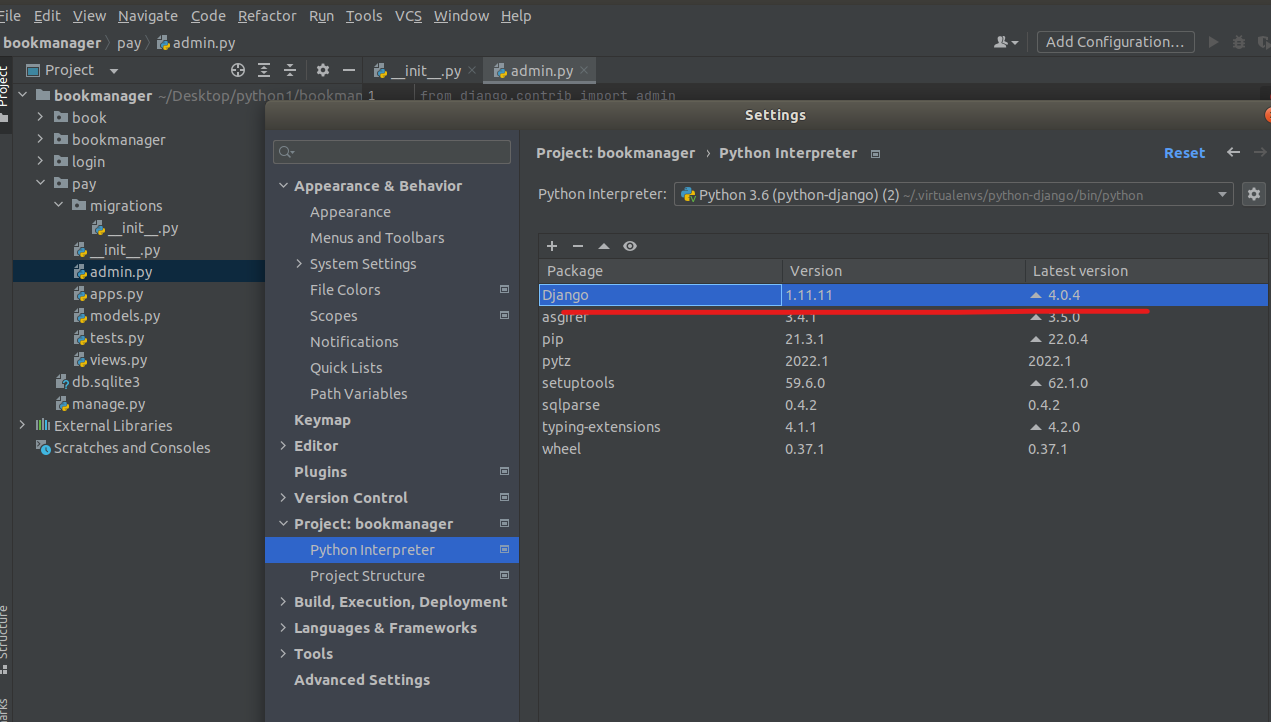 File Edit View Navigate Code Refactor Run Tools VCS Window Help
bookmanager pay admin.py
Add Configuration...
Project
__init__.py
admin.py
Project
bookmanager ~/Desktop/python1/bookman
book
bookmanager
login
pay
migrations
__init__.py
__init__.py
admin.py
apps.py
models.py
tests.py
views.py
db.sqlite3
manage.py
External Libraries
Scratches and Consoles
Structure
1 from django.contrib import admin
Settings
Appearance & Behavior
Appearance
Menus and Toolbars
System Settings
File Colors
Scopes
Notifications
Quick Lists
Path Variables
Keymap
Editor
Plugins
Version Control
Project: bookmanager
Python Interpreter
Project Structure
Build, Execution, Deployment
Languages & Frameworks
Tools
Advanced Settings
Project: bookmanager › Python Interpreter
Reset
Python Interpreter: Python 3.6 (python-django) (2) ~/.virtualenvs/python-django/bin/python
Package Version Latest version
Django 1.11.11 4.0.4
asgiref 3.4.1 3.5.0
pip 21.3.1 22.0.4
pytz 2022.1 2022.1
setuptools 59.6.0 62.1.0
sqlparse 0.4.2 0.4.2
typing-extensions 4.1.1 4.2.0
wheel 0.37.1 0.37.1